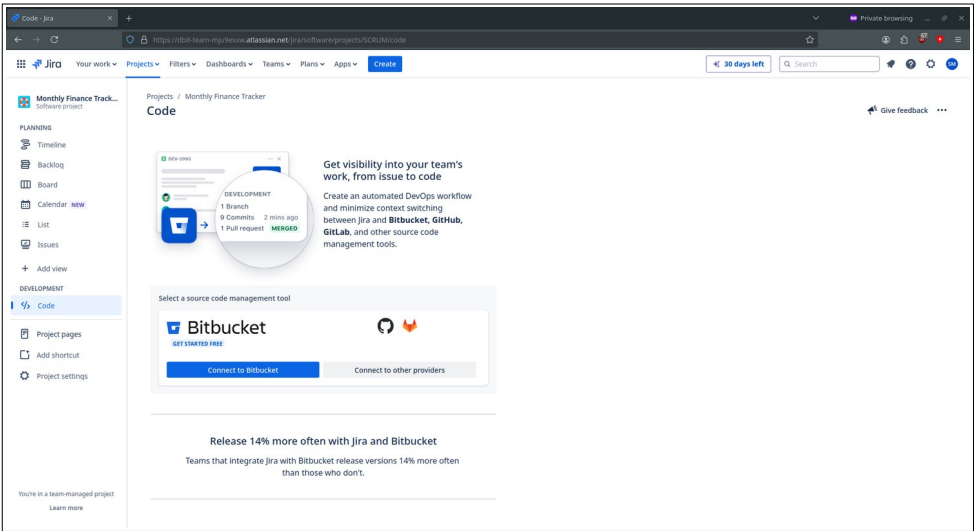 Code - Jira
Private browsing
https://dbit-team-mju9esxw.atlassian.net/jira/software/projects/SCRUM/code
67
Jira Your work Projects Filters Dashboards Teams Plans Apps Create 30 days left Search SM
Monthly Finance Track...
Software project
PLANNING
Timeline
Backlog
Board
Calendar NEW
List
Issues
Add view
DEVELOPMENT
Code
Project pages
Add shortcut
Project settings
You're in a team-managed project
Learn more
Projects / Monthly Finance Tracker
Code
Give feedback
DEV-2095
DEVELOPMENT
1 Branch
9 Commits 2 mins ago
1 Pull request MERGED
Get visibility into your team's
work, from issue to code
Create an automated DevOps workflow
and minimize context switching
between Jira and Bitbucket, GitHub,
GitLab, and other source code
management tools.
Select a source code management tool
Bitbucket
GET STARTED FREE
Connect to Bitbucket
Connect to other providers
Release 14% more often with Jira and Bitbucket
Teams that integrate Jira with Bitbucket release versions 14% more often
than those who don't.